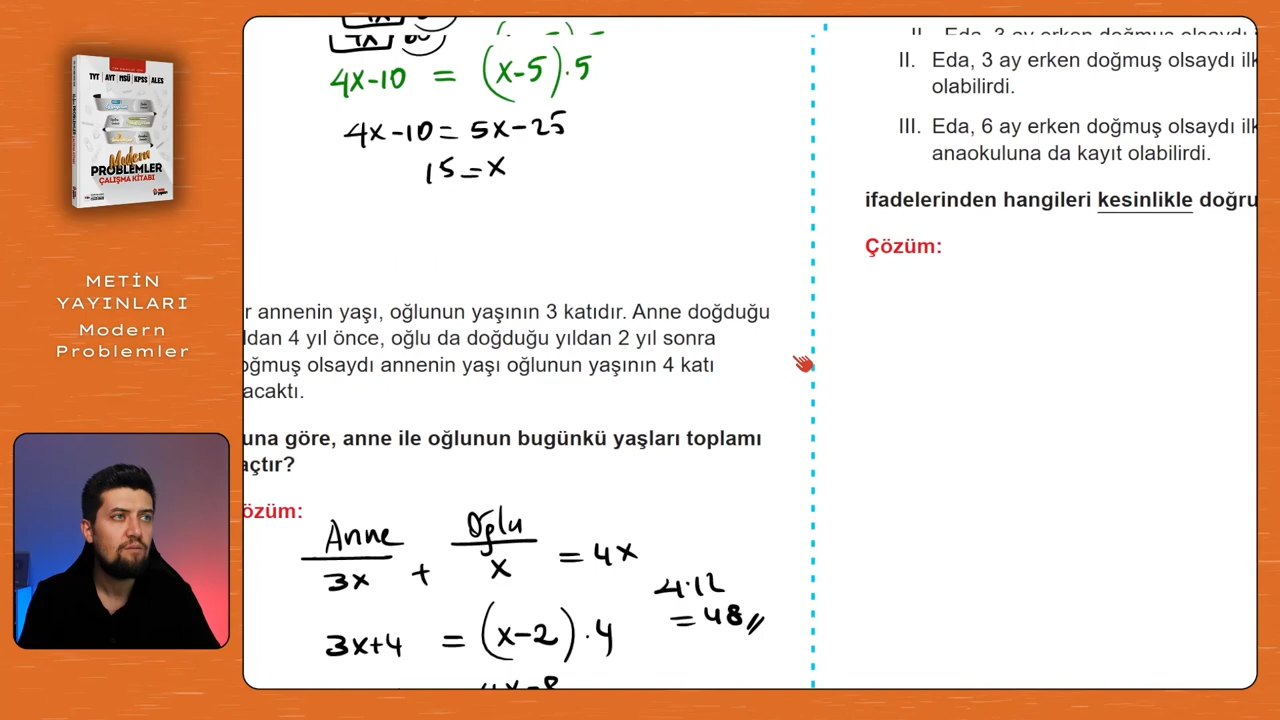 TYT | AYT | MSÜ | KPSS | ALES
Modern
PROBLEMLER
ÇALIŞMA KİTABI
METİN
YAYINLARI
Modern
Problemler
4x-10 = (x-5)·5
4x-10 = 5x-25
15=x
r annenin yaşı, oğlunun yaşının 3 katıdır. Anne doğduğu
ldan 4 yıl önce, oğlu da doğduğu yıldan 2 yıl sonra
oğmuş olsaydı annenin yaşı oğlunun yaşının 4 katı
acaktı.
una göre, anne ile oğlunun bugünkü yaşları toplamı
açtır?
özüm:
Anne Oğlu
3x + x = 4x
4·12
= 48
3x+4 = (x-2)·4
4x-8
II. Eda, 3 ay erken doğmuş olsaydı ilk
olabilirdi.
III. Eda, 6 ay erken doğmuş olsaydı ilk
anaokuluna da kayıt olabilirdi.
ifadelerinden hangileri kesinlikle doğru
Çözüm: